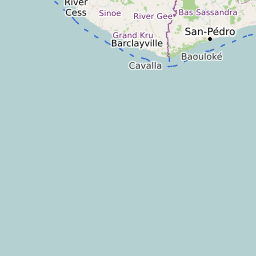 River
Cess
Sinoe
River Gee
Bas Sassandra
San-Pédro
Grand Kru
Barclayville
Baouloké
Cavalla